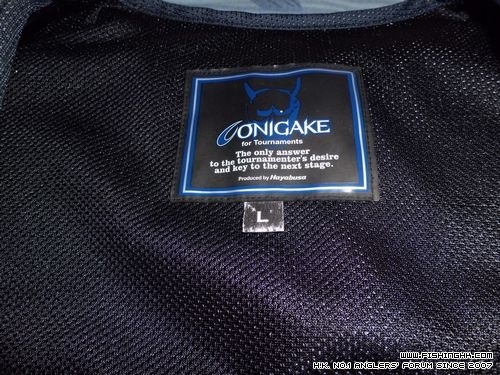 ONIGAKE
for Tournaments
The only answer
to the tournamenter's desire
and key to the next stage.
Produced by Hayabusa
L
WWW.FISHINGHK.COM
HK. NO.1 ANGLERS' FORUM SINCE 2007